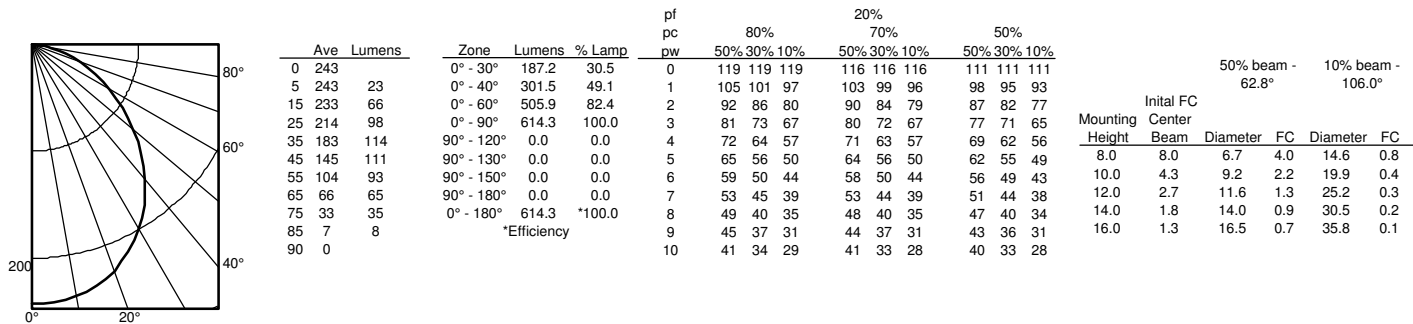 80°
60°
40°
200
0° 20°
Ave Lumens
0 243
5 243 23
15 233 66
25 214 98
35 183 114
45 145 111
55 104 93
65 66 65
75 33 35
85 7 8
90 0
Zone Lumens % Lamp
0° - 30° 187.2 30.5
0° - 40° 301.5 49.1
0° - 60° 505.9 82.4
0° - 90° 614.3 100.0
90° - 120° 0.0 0.0
90° - 130° 0.0 0.0
90° - 150° 0.0 0.0
90° - 180° 0.0 0.0
0° - 180° 614.3 *100.0
*Efficiency
pf 20%
pc 80% 70% 50%
pw 50% 30% 10% 50% 30% 10% 50% 30% 10%
0 119 119 119 116 116 116 111 111 111
1 105 101 97 103 99 96 98 95 93
2 92 86 80 90 84 79 87 82 77
3 81 73 67 80 72 67 77 71 65
4 72 64 57 71 63 57 69 62 56
5 65 56 50 64 56 50 62 55 49
6 59 50 44 58 50 44 56 49 43
7 53 45 39 53 44 39 51 44 38
8 49 40 35 48 40 35 47 40 34
9 45 37 31 44 37 31 43 36 31
10 41 34 29 41 33 28 40 33 28
50% beam - 10% beam -
62.8° 106.0°
Inital FC
Mounting Center
Height Beam Diameter FC Diameter FC
8.0 8.0 6.7 4.0 14.6 0.8
10.0 4.3 9.2 2.2 19.9 0.4
12.0 2.7 11.6 1.3 25.2 0.3
14.0 1.8 14.0 0.9 30.5 0.2
16.0 1.3 16.5 0.7 35.8 0.1